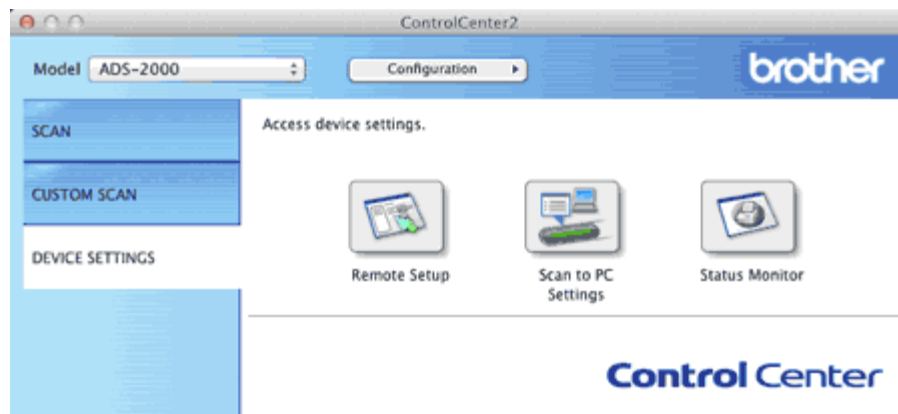 ControlCenter2
Model ADS-2000 Configuration brother
SCAN
CUSTOM SCAN
DEVICE SETTINGS
Access device settings.
Remote Setup
Scan to PC
Settings
Status Monitor
Control Center